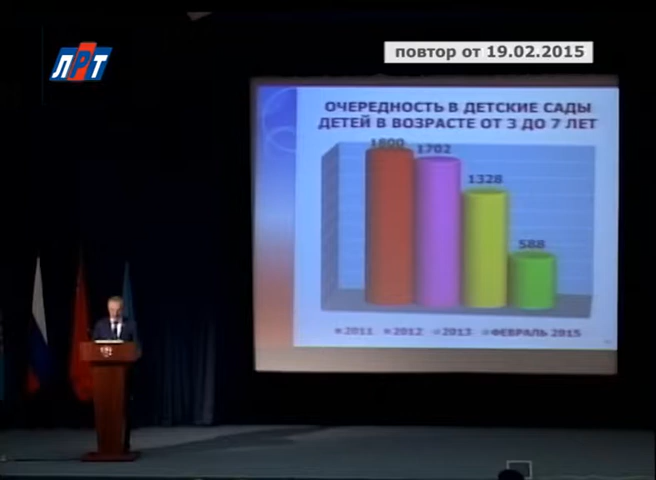 ЛРТ
повтор от 19.02.2015
ОЧЕРЕДНОСТЬ В ДЕТСКИЕ САДЫ
ДЕТЕЙ В ВОЗРАСТЕ ОТ 3 ДО 7 ЛЕТ
1800
1702
1328
588
2011 2012 2013 ФЕВРАЛЬ 2015